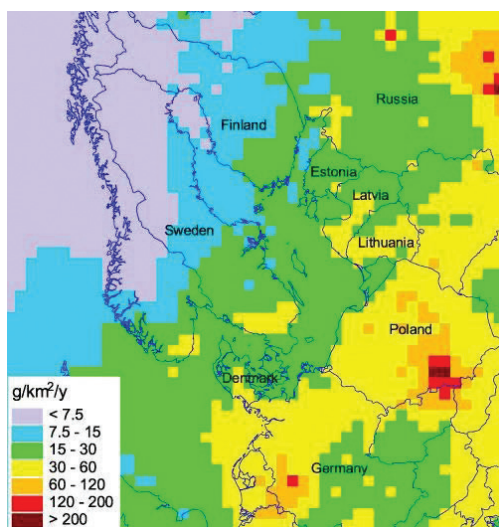 Russia
Finland
Estonia
Latvia
Sweden
Lithuania
Poland
Denmark
g/km²/y
< 7.5
7.5 - 15
15 - 30
30 - 60
60 - 120
120 - 200
> 200
Germany